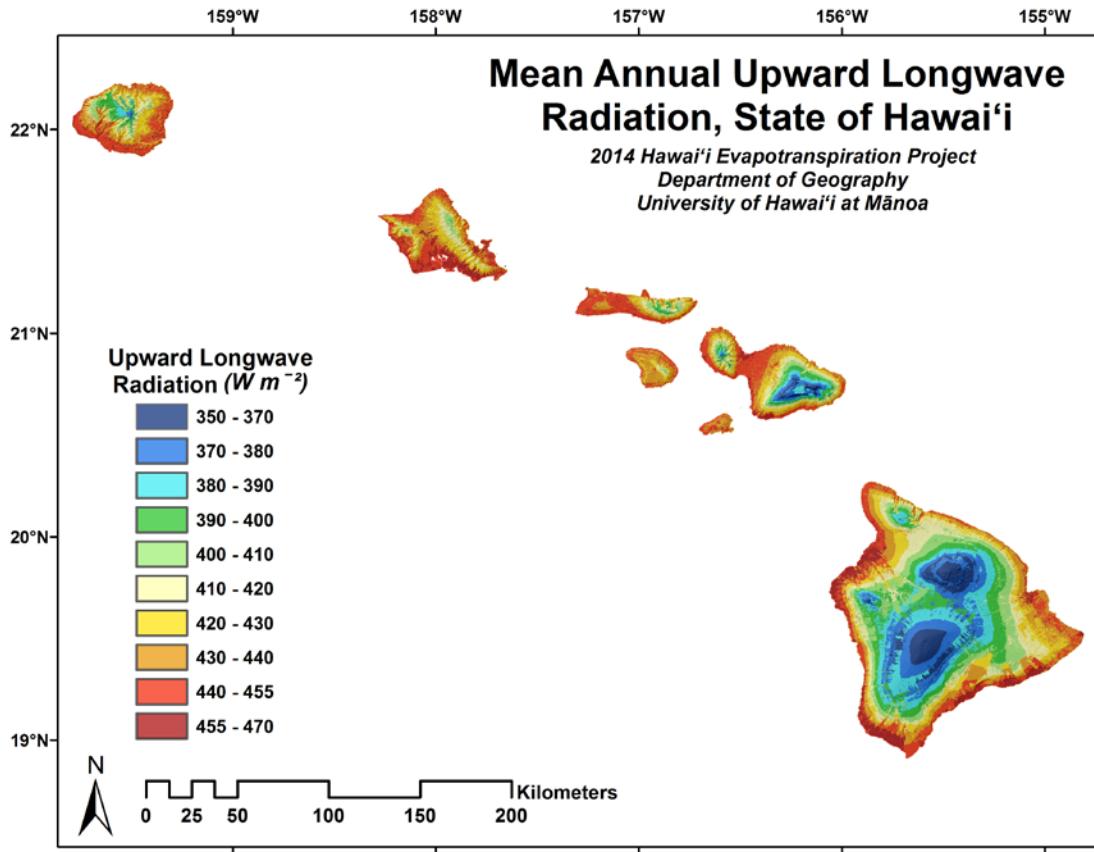 159°W
158°W
157°W
156°W
155°W
Mean Annual Upward Longwave
Radiation, State of Hawaiʻi
2014 Hawaiʻi Evapotranspiration Project
Department of Geography
University of Hawaiʻi at Mānoa
22°N
21°N
20°N
19°N
Upward Longwave
Radiation (W m⁻²)
350 - 370
370 - 380
380 - 390
390 - 400
400 - 410
410 - 420
420 - 430
430 - 440
440 - 455
455 - 470
N
Kilometers
0 25 50 100 150 200